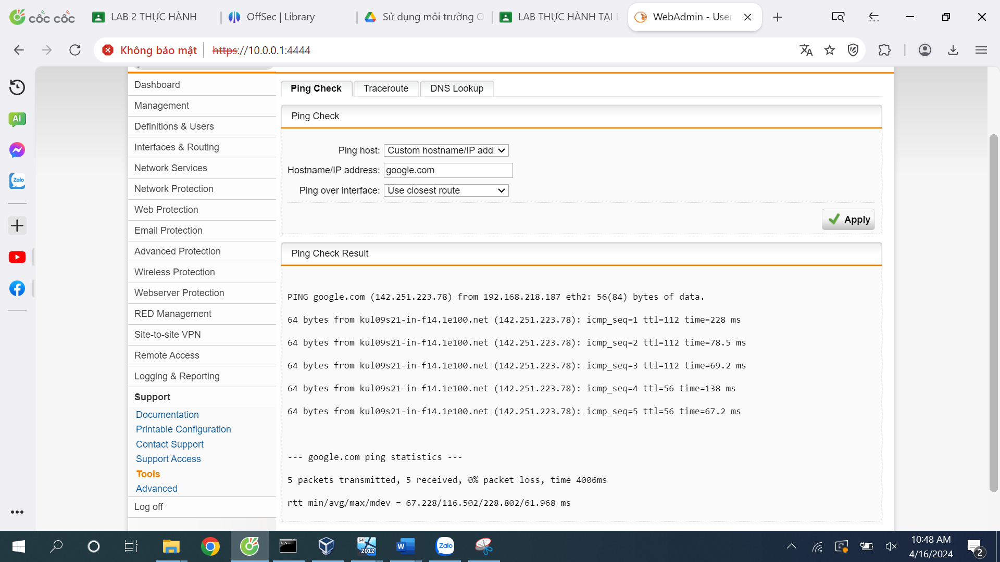 cốc cốc
LAB 2 THỰC HÀNH
OffSec | Library
Sử dụng môi trường O
LAB THỰC HÀNH TẠI L
WebAdmin - User
Không bảo mật
https://10.0.0.1:4444
AI
Zalo
Dashboard
Management
Definitions & Users
Interfaces & Routing
Network Services
Network Protection
Web Protection
Email Protection
Advanced Protection
Wireless Protection
Webserver Protection
RED Management
Site-to-site VPN
Remote Access
Logging & Reporting
Support
Documentation
Printable Configuration
Contact Support
Support Access
Tools
Advanced
Log off
Ping Check
Traceroute
DNS Lookup
Ping Check
Ping host: Custom hostname/IP addr
Hostname/IP address: google.com
Ping over interface: Use closest route
Apply
Ping Check Result
PING google.com (142.251.223.78) from 192.168.218.187 eth2: 56(84) bytes of data.
64 bytes from kul09s21-in-f14.1e100.net (142.251.223.78): icmp_seq=1 ttl=112 time=228 ms
64 bytes from kul09s21-in-f14.1e100.net (142.251.223.78): icmp_seq=2 ttl=112 time=78.5 ms
64 bytes from kul09s21-in-f14.1e100.net (142.251.223.78): icmp_seq=3 ttl=112 time=69.2 ms
64 bytes from kul09s21-in-f14.1e100.net (142.251.223.78): icmp_seq=4 ttl=56 time=138 ms
64 bytes from kul09s21-in-f14.1e100.net (142.251.223.78): icmp_seq=5 ttl=56 time=67.2 ms
--- google.com ping statistics ---
5 packets transmitted, 5 received, 0% packet loss, time 4006ms
rtt min/avg/max/mdev = 67.228/116.502/228.802/61.968 ms
64
2012
W
Zalo
10:48 AM
4/16/2024
2